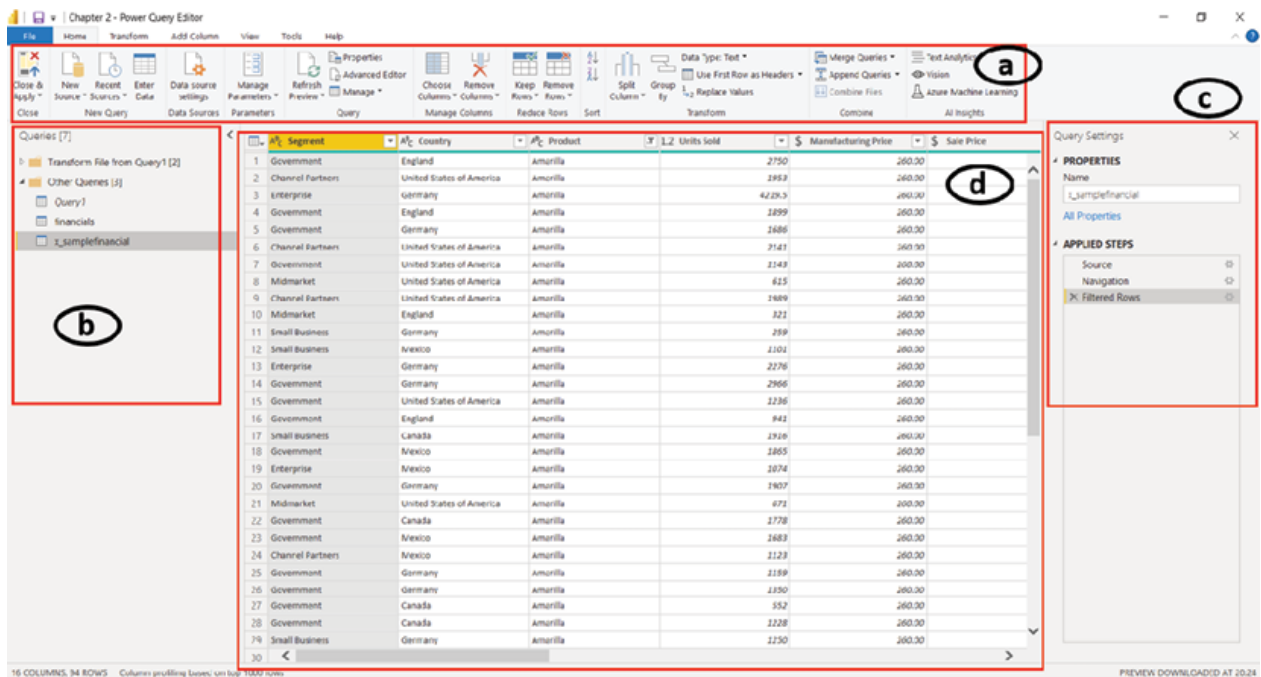 Chapter 2 - Power Query Editor
File Home Transform Add Column View Tools Help
Close & Apply
New Source
Recent Sources
Enter Data
Data source settings
Manage Parameters
Refresh Preview
Properties
Advanced Editor
Manage
Choose Columns
Remove Columns
Keep Rows
Remove Rows
Split Column
Group By
Data Type: Text
Use First Row as Headers
Replace Values
Merge Queries
Append Queries
Combine Files
Text Analytics
Vision
Azure Machine Learning
Close New Query Data Sources Parameters Query Manage Columns Reduce Rows Sort Transform Combine AI Insights
a
c
Queries [7]
Transform File from Query1 [2]
Other Queries [3]
Query1
financials
b
Segment Country Product 1.2 Units Sold $ Manufacturing Price $ Sale Price
1 Government England Amarilla 2750 260.00
2 Channel Partners United States of America Amarilla 1953 260.00
3 Enterprise Germany Amarilla 4219.5 260.00
4 Government England Amarilla 1899 260.00
5 Government Germany Amarilla 1686 260.00
6 Channel Partners United States of America Amarilla 2141 260.00
7 Government United States of America Amarilla 1143 260.00
8 Midmarket United States of America Amarilla 615 260.00
9 Channel Partners United States of America Amarilla 1989 260.00
10 Midmarket England Amarilla 321 260.00
11 Small Business Germany Amarilla 259 260.00
12 Small Business Mexico Amarilla 1101 260.00
13 Enterprise Germany Amarilla 2276 260.00
14 Government Germany Amarilla 2966 260.00
15 Government United States of America Amarilla 1236 260.00
16 Government England Amarilla 941 260.00
17 Small Business Canada Amarilla 1916 260.00
18 Government Mexico Amarilla 1865 260.00
19 Enterprise Mexico Amarilla 1074 260.00
20 Government Germany Amarilla 1907 260.00
21 Midmarket United States of America Amarilla 671 260.00
22 Government Canada Amarilla 1778 260.00
23 Government Mexico Amarilla 1683 260.00
24 Channel Partners Mexico Amarilla 1123 260.00
25 Government Germany Amarilla 1159 260.00
26 Government Germany Amarilla 1350 260.00
27 Government Canada Amarilla 552 260.00
28 Government Canada Amarilla 1228 260.00
29 Small Business Germany Amarilla 1250 260.00
30
d
Query Settings
PROPERTIES
Name
All Properties
APPLIED STEPS
Source
Navigation
Filtered Rows
16 COLUMNS, 94 ROWS Column profiling based on top 1000 rows
PREVIEW DOWNLOADED AT 20:24